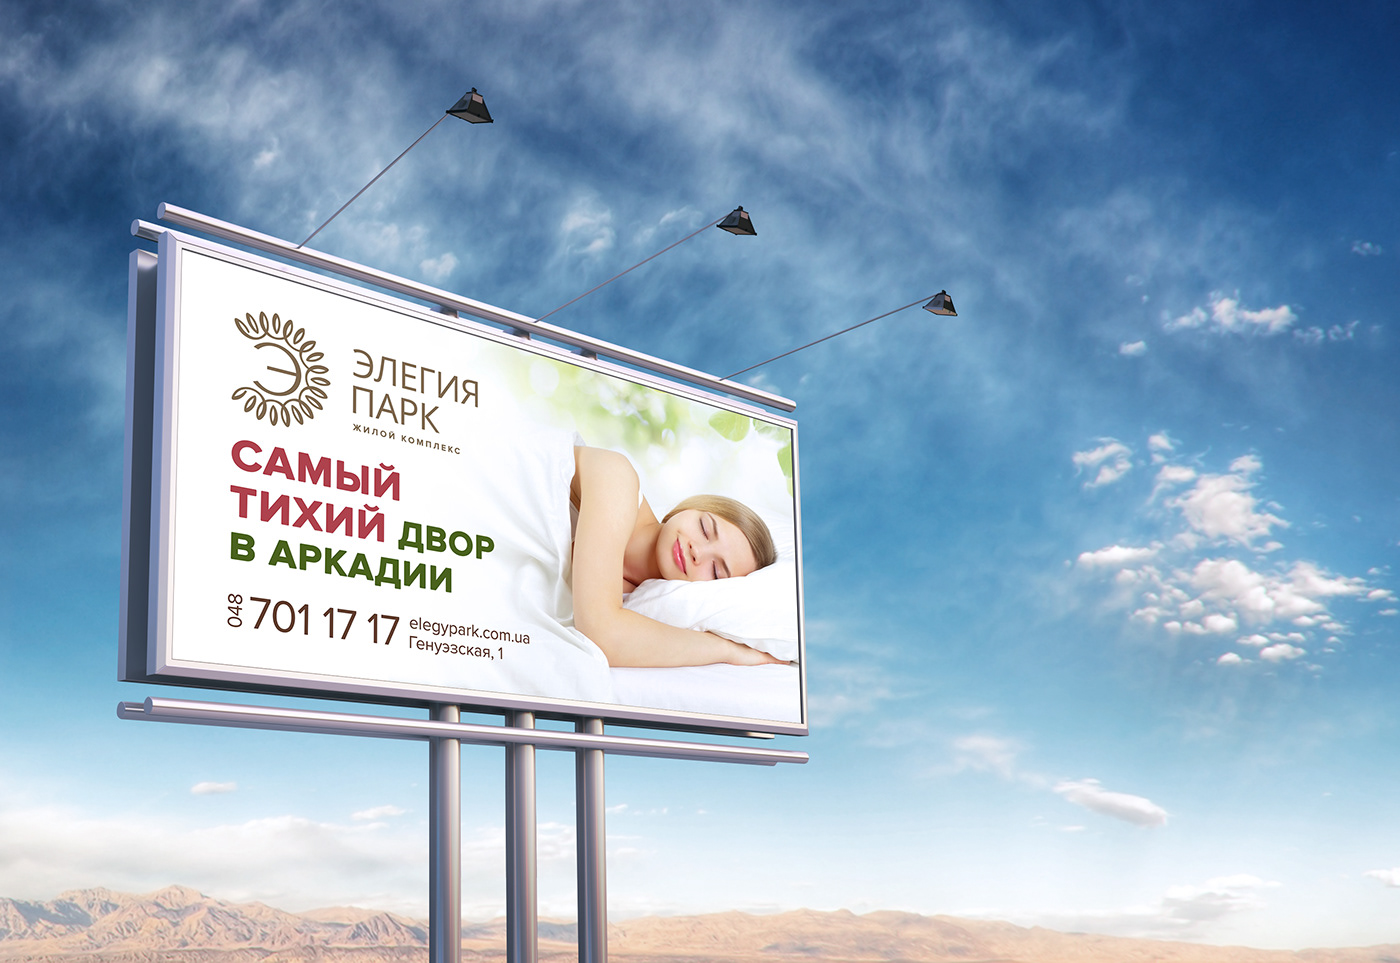 Э
ЭЛЕГИЯ
ПАРК
ЖИЛОЙ КОМПЛЕКС
САМЫЙ
ТИХИЙ ДВОР
В АРКАДИИ
048 701 17 17
elegypark.com.ua
Генуэзская, 1